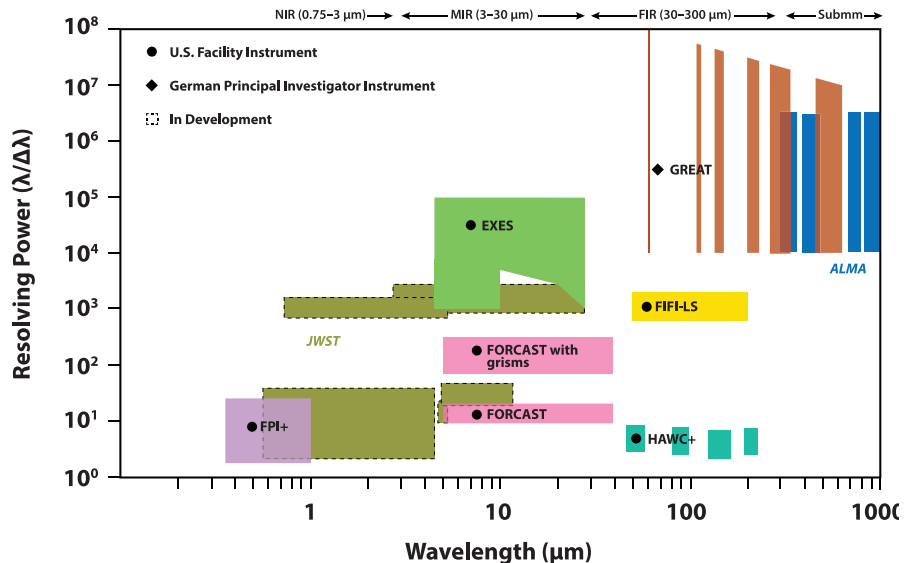 NIR (0.75–3 μm) MIR (3–30 μm) FIR (30–300 μm) Submm
10⁸
U.S. Facility Instrument
German Principal Investigator Instrument
10⁷
In Development
10⁶
GREAT
10⁵
EXES
10⁴
ALMA
10³
FIFI-LS
JWST
10²
FORCAST with
grisms
10¹
FORCAST
FPI+
HAWC+
10⁰
Resolving Power (λ/Δλ)
1 10 100 1000
Wavelength (μm)